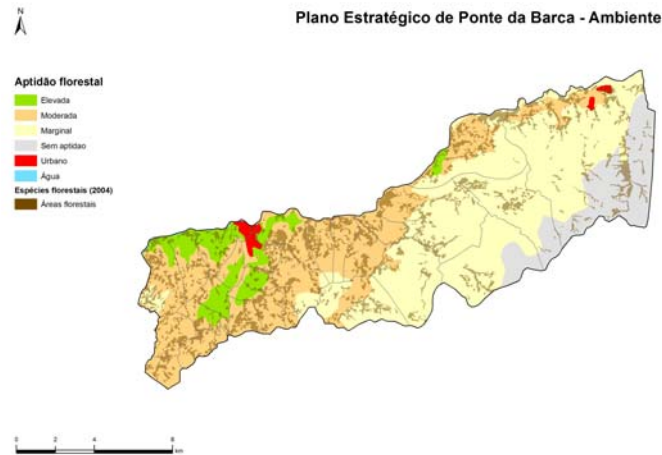 Plano Estratégico de Ponte da Barca - Ambiente
N
Aptidão florestal
Elevada
Moderada
Marginal
Sem aptidao
Urbano
Água
Espécies florestais (2004)
Áreas florestais
0 2 4 8
km